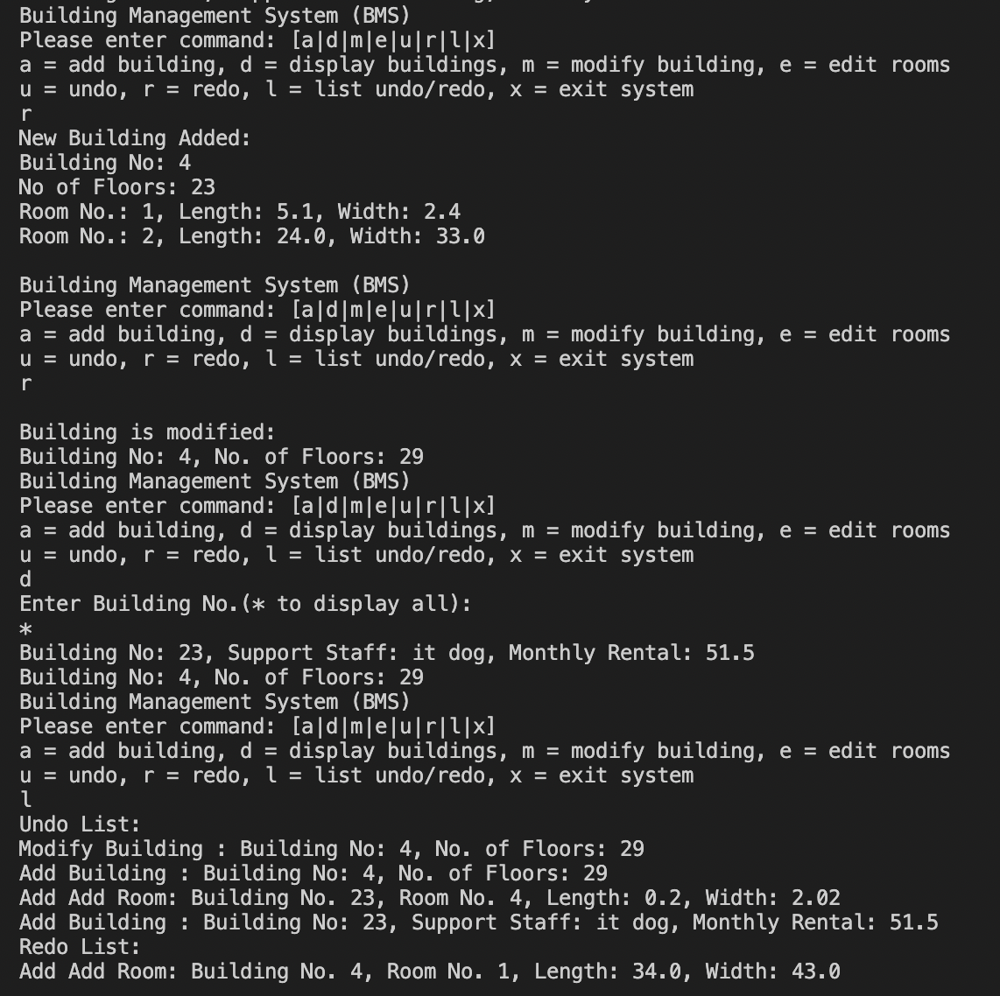 Building Management System (BMS)
Please enter command: [a|d|m|e|u|r|l|x]
a = add building, d = display buildings, m = modify building, e = edit rooms
u = undo, r = redo, l = list undo/redo, x = exit system
r
New Building Added:
Building No: 4
No of Floors: 23
Room No.: 1, Length: 5.1, Width: 2.4
Room No.: 2, Length: 24.0, Width: 33.0
Building Management System (BMS)
Please enter command: [a|d|m|e|u|r|l|x]
a = add building, d = display buildings, m = modify building, e = edit rooms
u = undo, r = redo, l = list undo/redo, x = exit system
r
Building is modified:
Building No: 4, No. of Floors: 29
Building Management System (BMS)
Please enter command: [a|d|m|e|u|r|l|x]
a = add building, d = display buildings, m = modify building, e = edit rooms
u = undo, r = redo, l = list undo/redo, x = exit system
d
Enter Building No.(* to display all):
*
Building No: 23, Support Staff: it dog, Monthly Rental: 51.5
Building No: 4, No. of Floors: 29
Building Management System (BMS)
Please enter command: [a|d|m|e|u|r|l|x]
a = add building, d = display buildings, m = modify building, e = edit rooms
u = undo, r = redo, l = list undo/redo, x = exit system
l
Undo List:
Modify Building : Building No: 4, No. of Floors: 29
Add Building : Building No: 4, No. of Floors: 29
Add Add Room: Building No. 23, Room No. 4, Length: 0.2, Width: 2.02
Add Building : Building No: 23, Support Staff: it dog, Monthly Rental: 51.5
Redo List:
Add Add Room: Building No. 4, Room No. 1, Length: 34.0, Width: 43.0